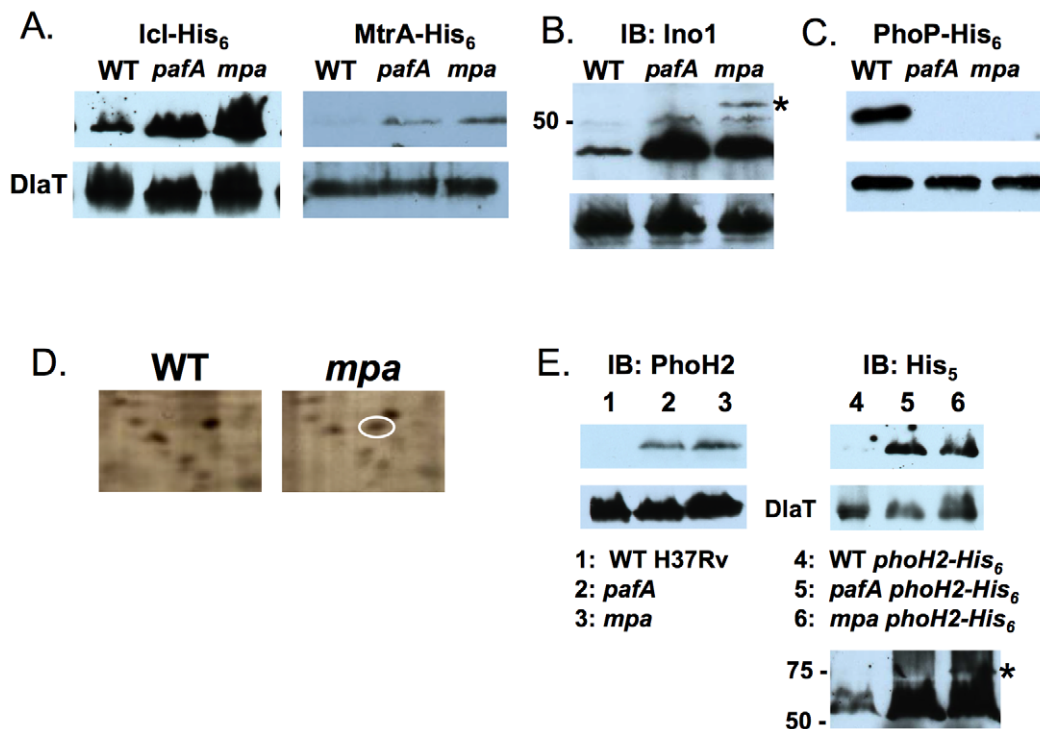 A.
Icl-His6
WT pafA mpa
MtrA-His6
WT pafA mpa
DlaT
B.
IB: Ino1
WT pafA mpa
*
50 -
C.
PhoP-His6
WT pafA mpa
D.
WT
mpa
E.
IB: PhoH2
1 2 3
IB: His5
4 5 6
DlaT
1: WT H37Rv
2: pafA
3: mpa
4: WT phoH2-His6
5: pafA phoH2-His6
6: mpa phoH2-His6
75 -
*
50 -